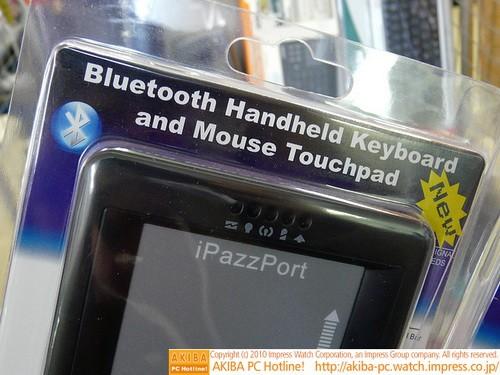 Bluetooth Handheld Keyboard
and Mouse Touchpad
New
iPazzPort
AKIBA
PC Hotline!
Copyright (c) 2010 Impress Watch Corporation, an Impress Group company. All rights reserved.
AKIBA PC Hotline! http://akiba-pc.watch.impress.co.jp/